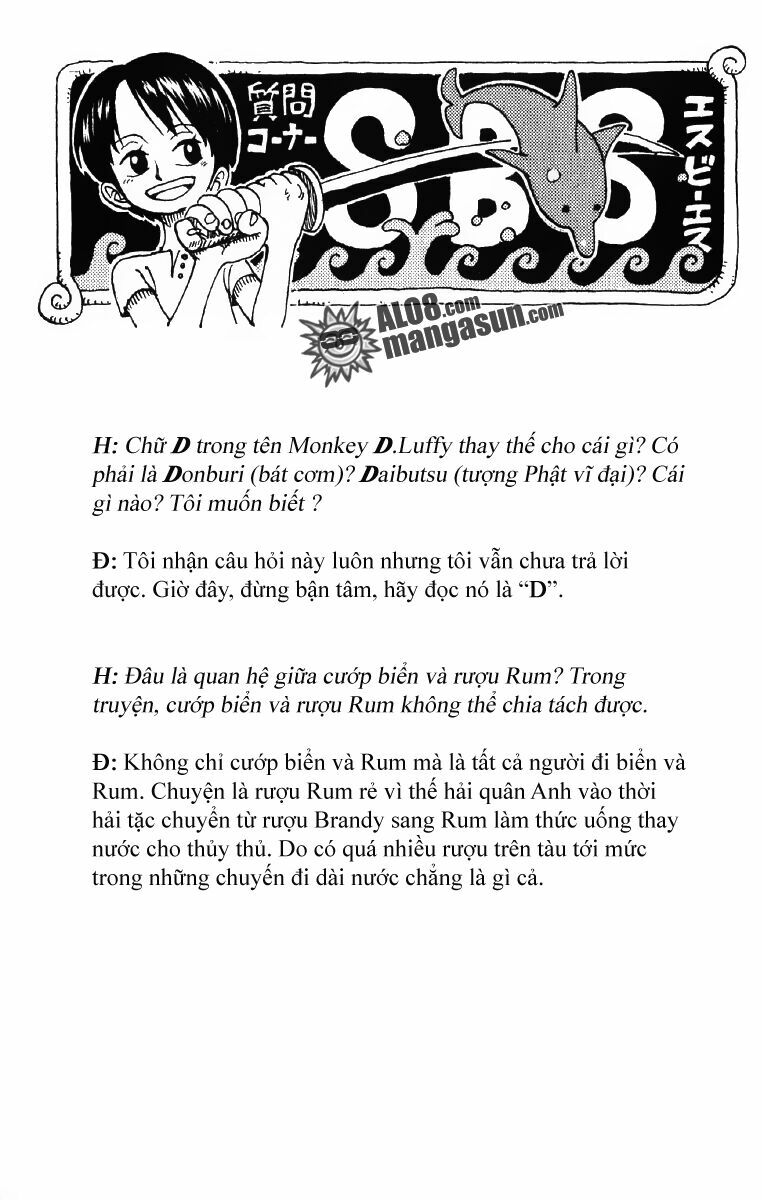 質問
コーナー
SBS
エスビーエス
AL08.com
mangasun.com
H: Chữ D trong tên Monkey D.Luffy thay thế cho cái gì? Có
phải là Donburi (bát cơm)? Daibutsu (tượng Phật vĩ đại)? Cái
gì nào? Tôi muốn biết ?
Đ: Tôi nhận câu hỏi này luôn nhưng tôi vẫn chưa trả lời
được. Giờ đây, đừng bận tâm, hãy đọc nó là “D”.
H: Đâu là quan hệ giữa cướp biển và rượu Rum? Trong
truyện, cướp biển và rượu Rum không thể chia tách được.
Đ: Không chỉ cướp biển và Rum mà là tất cả người đi biển và
Rum. Chuyện là rượu Rum rẻ vì thế hải quân Anh vào thời
hải tặc chuyển từ rượu Brandy sang Rum làm thức uống thay
nước cho thủy thủ. Do có quá nhiều rượu trên tàu tới mức
trong những chuyến đi dài nước chẳng là gì cả.